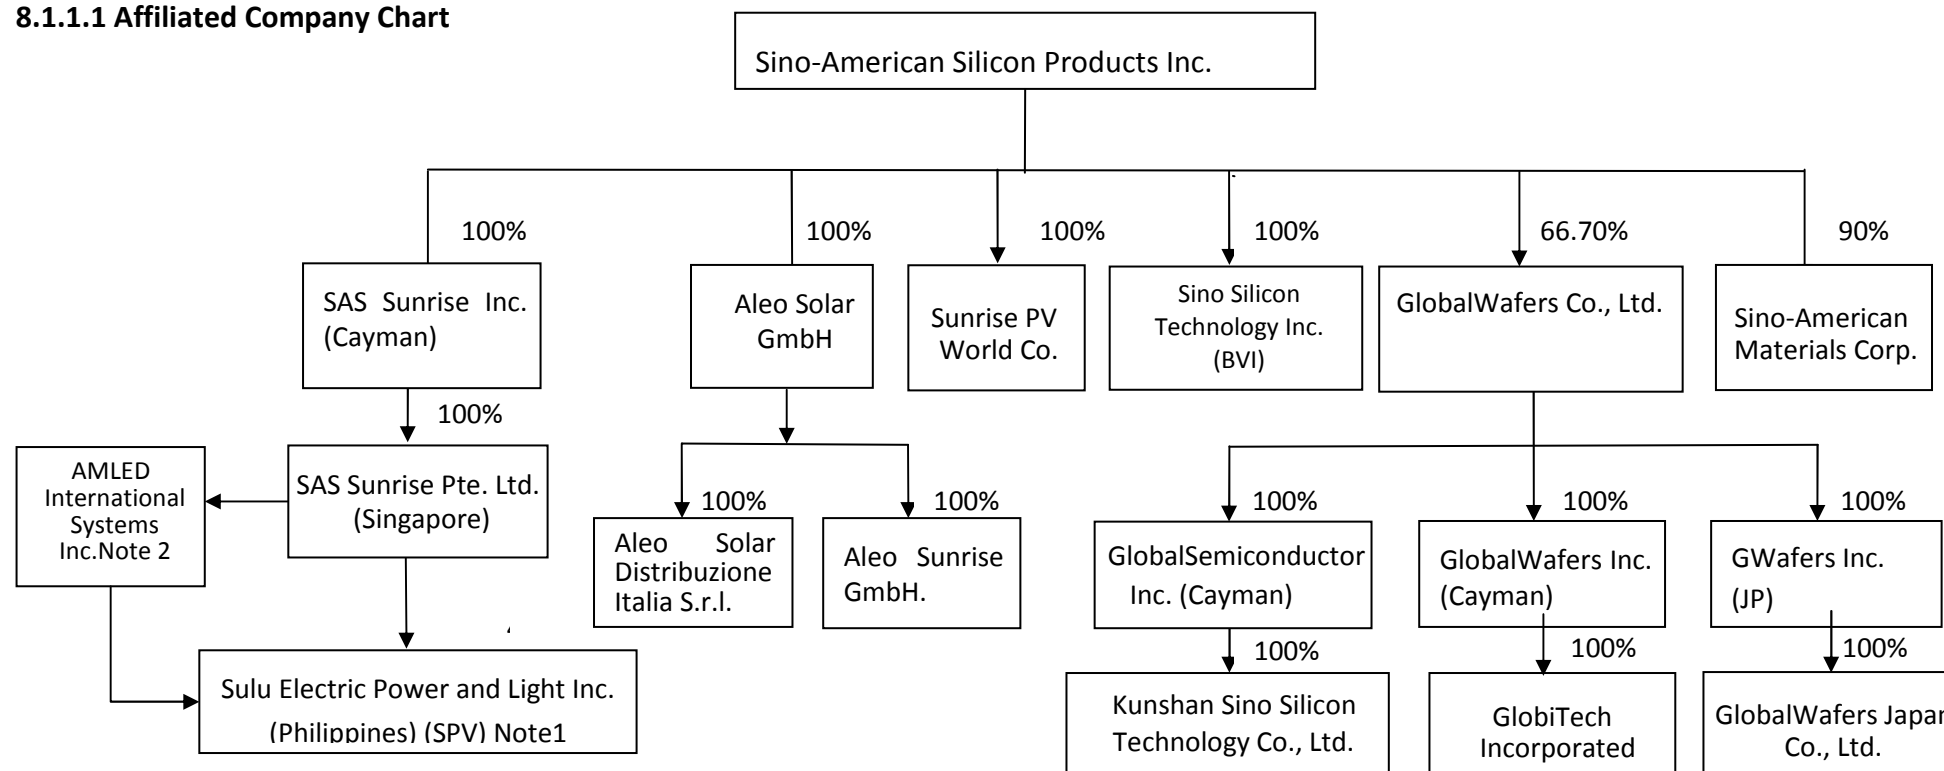 8.1.1.1 Affiliated Company Chart
Sino-American Silicon Products Inc.
100%
100%
100%
100%
66.70%
90%
SAS Sunrise Inc.
(Cayman)
Aleo Solar
GmbH
Sunrise PV
World Co.
Sino Silicon
Technology Inc.
(BVI)
GlobalWafers Co., Ltd.
Sino-American
Materials Corp.
100%
AMLED
International
Systems
Inc.Note 2
SAS Sunrise Pte. Ltd.
(Singapore)
100%
100%
100%
100%
100%
Aleo Solar
Distribuzione
Italia S.r.l.
Aleo Sunrise
GmbH.
GlobalSemiconductor
Inc. (Cayman)
GlobalWafers Inc.
(Cayman)
GWafers Inc.
(JP)
100%
100%
100%
Sulu Electric Power and Light Inc.
(Philippines) (SPV) Note1
Kunshan Sino Silicon
Technology Co., Ltd.
GlobiTech
Incorporated
GlobalWafers Japan
Co., Ltd.